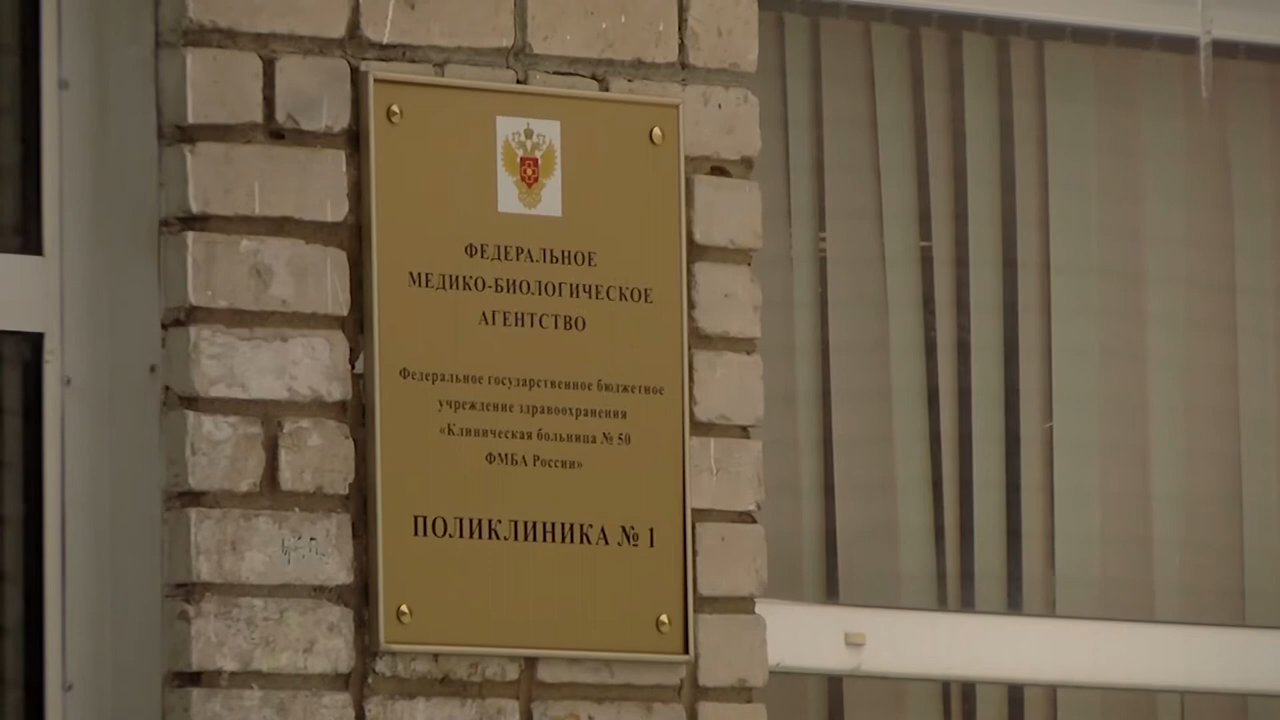 ФЕДЕРАЛЬНОЕ
МЕДИКО-БИОЛОГИЧЕСКОЕ
АГЕНТСТВО
Федеральное государственное бюджетное
учреждение здравоохранения
«Клиническая больница № 50
ФМБА России»
ПОЛИКЛИНИКА № 1